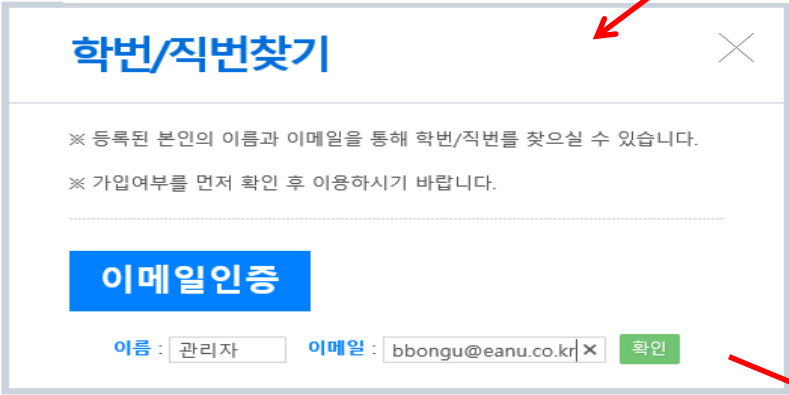 학번/직번찾기
※ 등록된 본인의 이름과 이메일을 통해 학번/직번를 찾으실 수 있습니다.
※ 가입여부를 먼저 확인 후 이용하시기 바랍니다.
이메일인증
이름 : 관리자 이메일 : bbongu@eanu.co.kr 확인